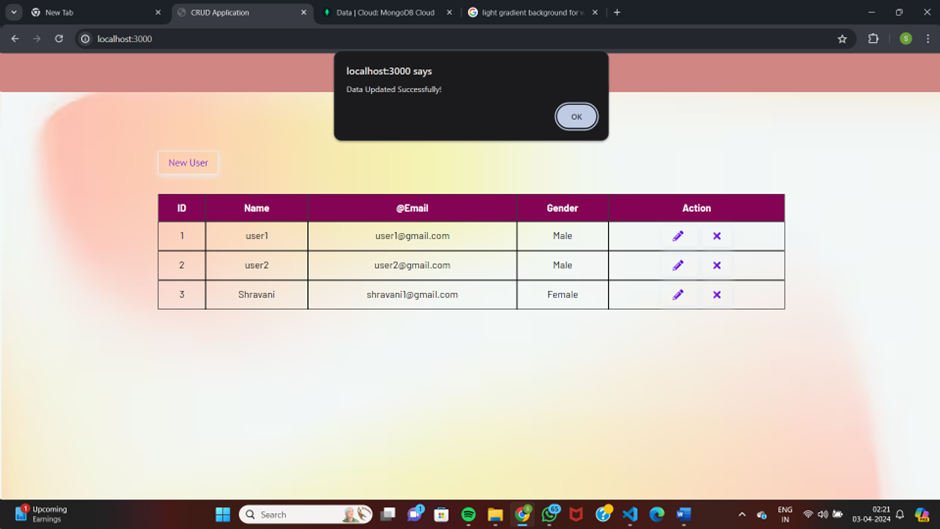 New Tab
CRUD Application
Data | Cloud: MongoDB Cloud
light gradient background for w
localhost:3000
S
localhost:3000 says
Data Updated Successfully!
OK
New User
ID Name @Email Gender Action
1 user1 user1@gmail.com Male
2 user2 user2@gmail.com Male
3 Shravani shravani1@gmail.com Female
1
Upcoming
Earnings
Search
ENG
IN
02:21
03-04-2024